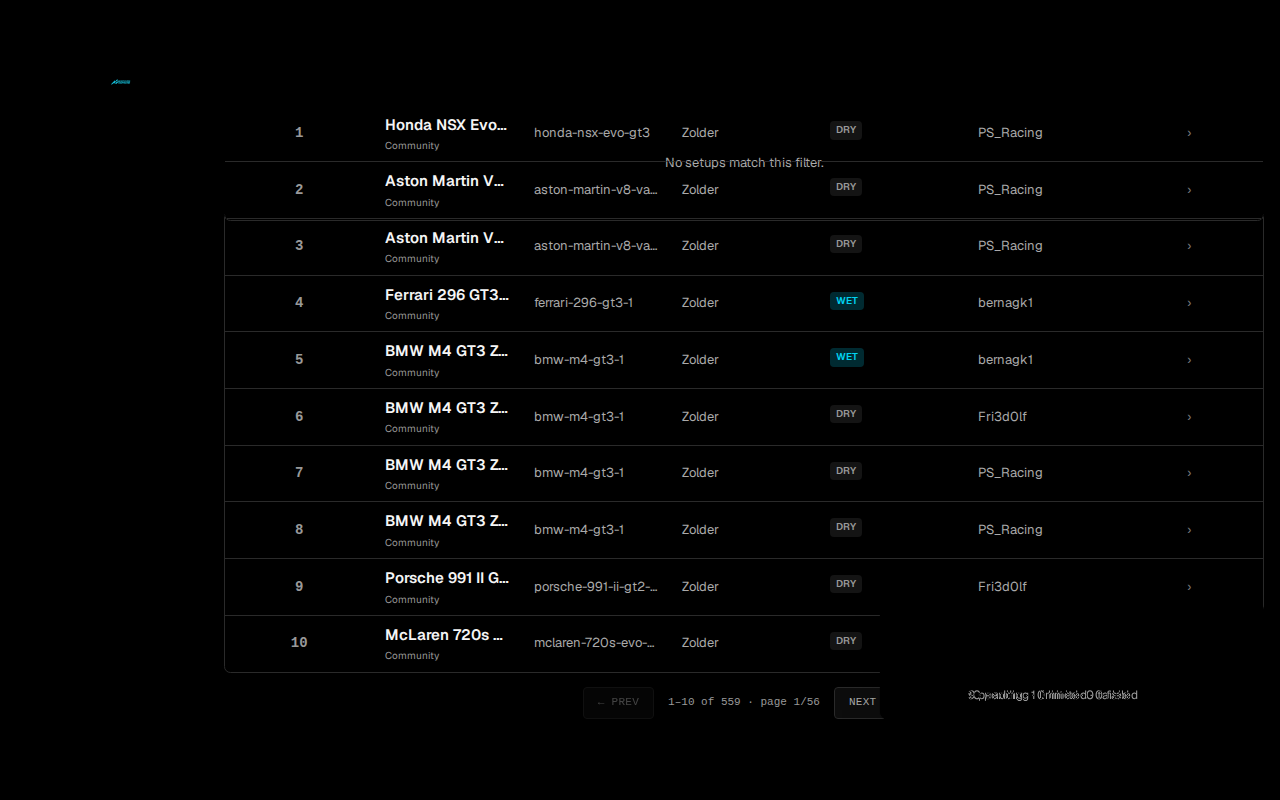 1 Honda NSX Evo... honda-nsx-evo-gt3 Zolder DRY PS_Racing ›
Community
No setups match this filter.
2 Aston Martin V... aston-martin-v8-va... Zolder DRY PS_Racing ›
Community
3 Aston Martin V... aston-martin-v8-va... Zolder DRY PS_Racing ›
Community
4 Ferrari 296 GT3... ferrari-296-gt3-1 Zolder WET bernagk1 ›
Community
5 BMW M4 GT3 Z... bmw-m4-gt3-1 Zolder WET bernagk1 ›
Community
6 BMW M4 GT3 Z... bmw-m4-gt3-1 Zolder DRY Fri3d0lf ›
Community
7 BMW M4 GT3 Z... bmw-m4-gt3-1 Zolder DRY PS_Racing ›
Community
8 BMW M4 GT3 Z... bmw-m4-gt3-1 Zolder DRY PS_Racing ›
Community
9 Porsche 991 II G... porsche-991-ii-gt2-... Zolder DRY Fri3d0lf ›
Community
10 McLaren 720s ... mclaren-720s-evo-... Zolder DRY
Community
← PREV 1–10 of 559 · page 1/56 NEXT